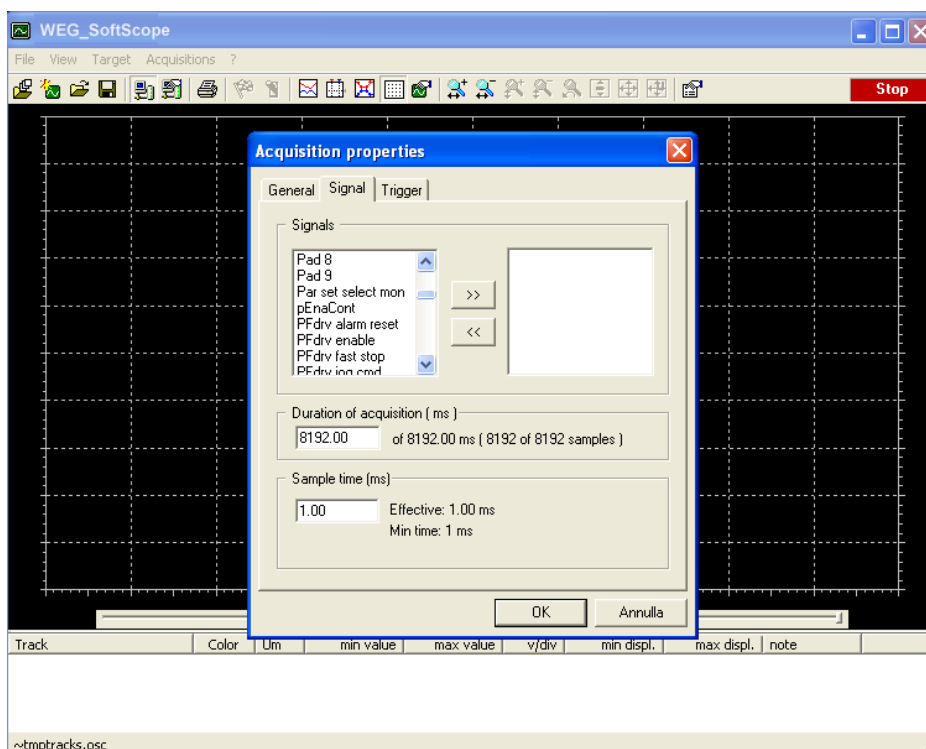 WEG_SoftScope
File View Target Acquisitions ?
Stop
Acquisition properties
General Signal Trigger
Signals
Pad 8
Pad 9
Par set select mon
pEnaCont
PFdrv alarm reset
PFdrv enable
PFdrv fast stop
PFdrv jog cmd
>>
<<
Duration of acquisition ( ms )
8192.00 of 8192.00 ms ( 8192 of 8192 samples )
Sample time (ms)
1.00 Effective: 1.00 ms
Min time: 1 ms
OK Annulla
Track Color Um min value max value v/div min displ. max displ. note
~tmptracks.osc